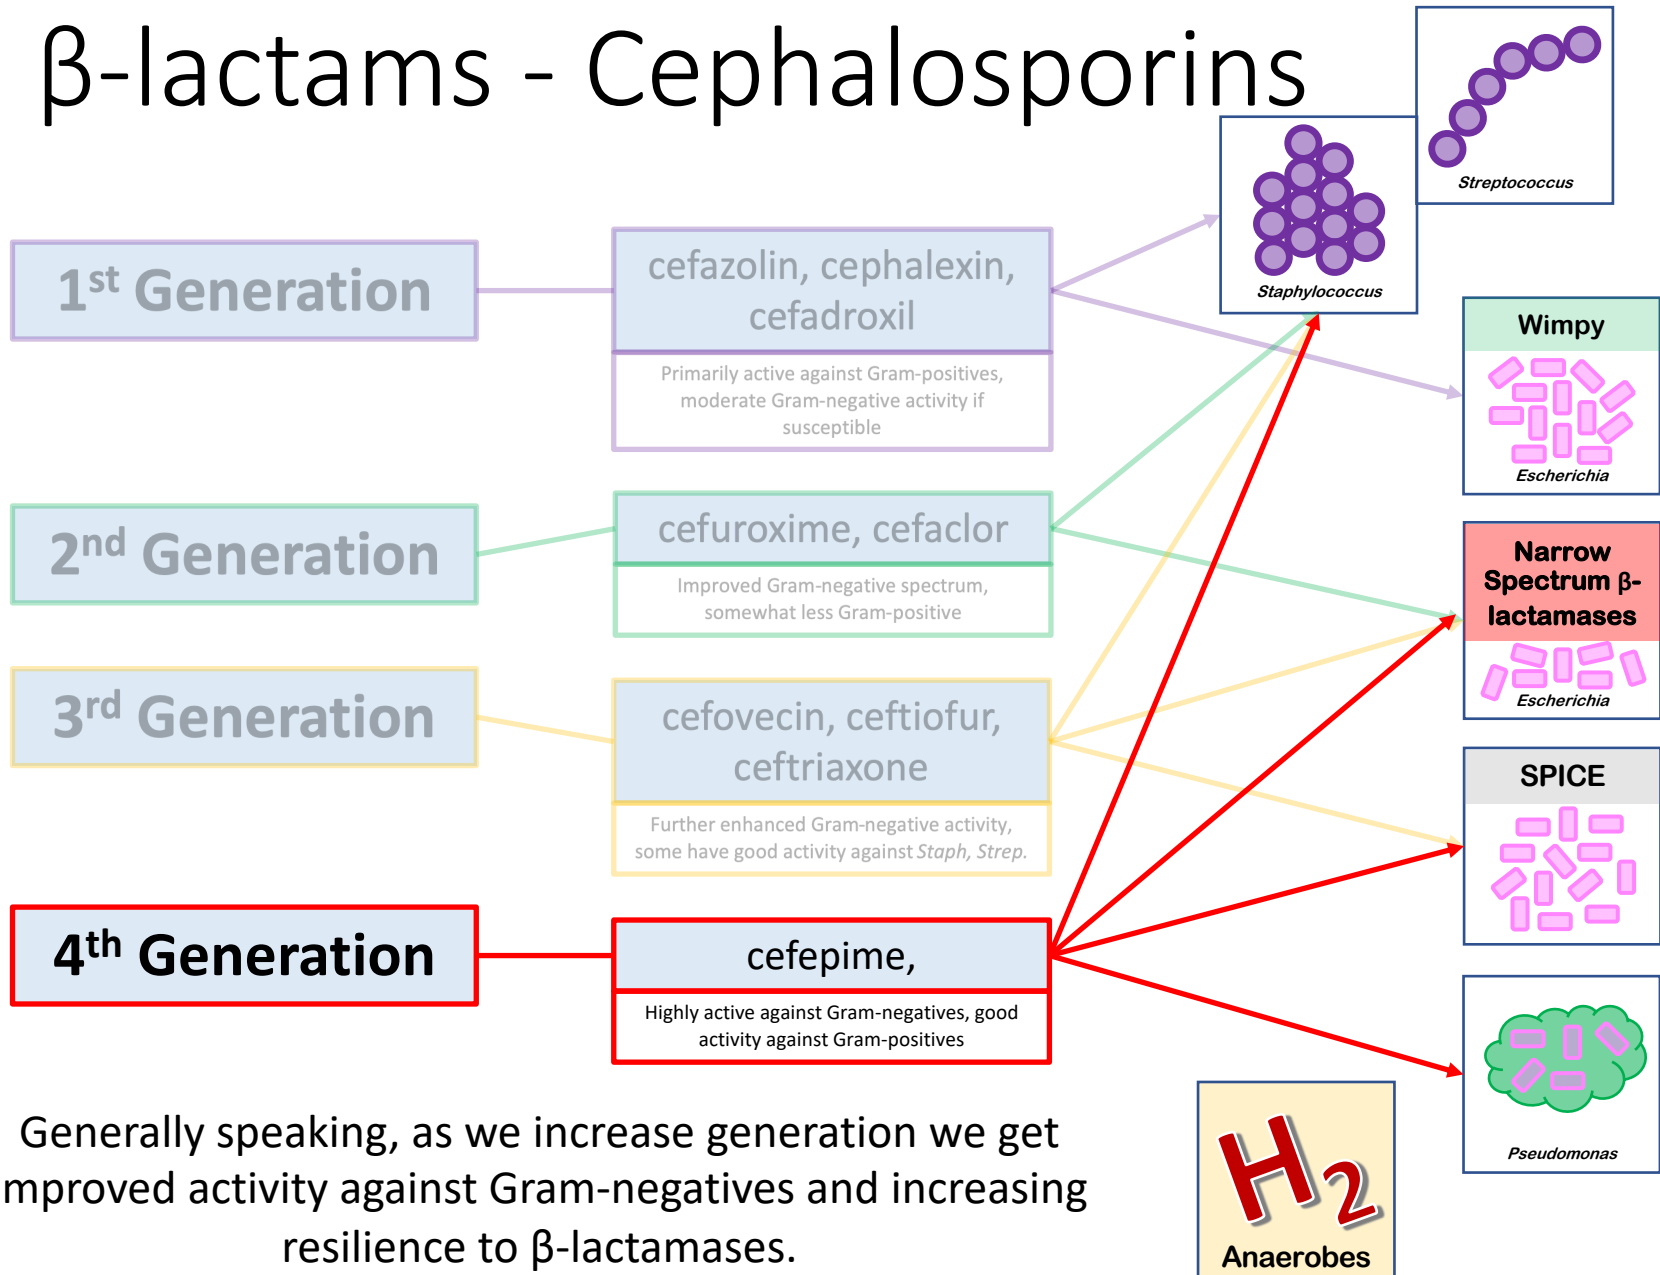 β-lactams - Cephalosporins
Streptococcus
Staphylococcus
1st Generation
cefazolin, cephalexin,
cefadroxil
Primarily active against Gram-positives,
moderate Gram-negative activity if
susceptible
Wimpy
Escherichia
2nd Generation
cefuroxime, cefaclor
Improved Gram-negative spectrum,
somewhat less Gram-positive
Narrow
Spectrum β-
lactamases
Escherichia
3rd Generation
cefovecin, ceftiofur,
ceftriaxone
Further enhanced Gram-negative activity,
some have good activity against Staph, Strep.
SPICE
4th Generation
cefepime,
Highly active against Gram-negatives, good
activity against Gram-positives
Pseudomonas
Generally speaking, as we increase generation we get
mproved activity against Gram-negatives and increasing
resilience to β-lactamases.
H2
Anaerobes